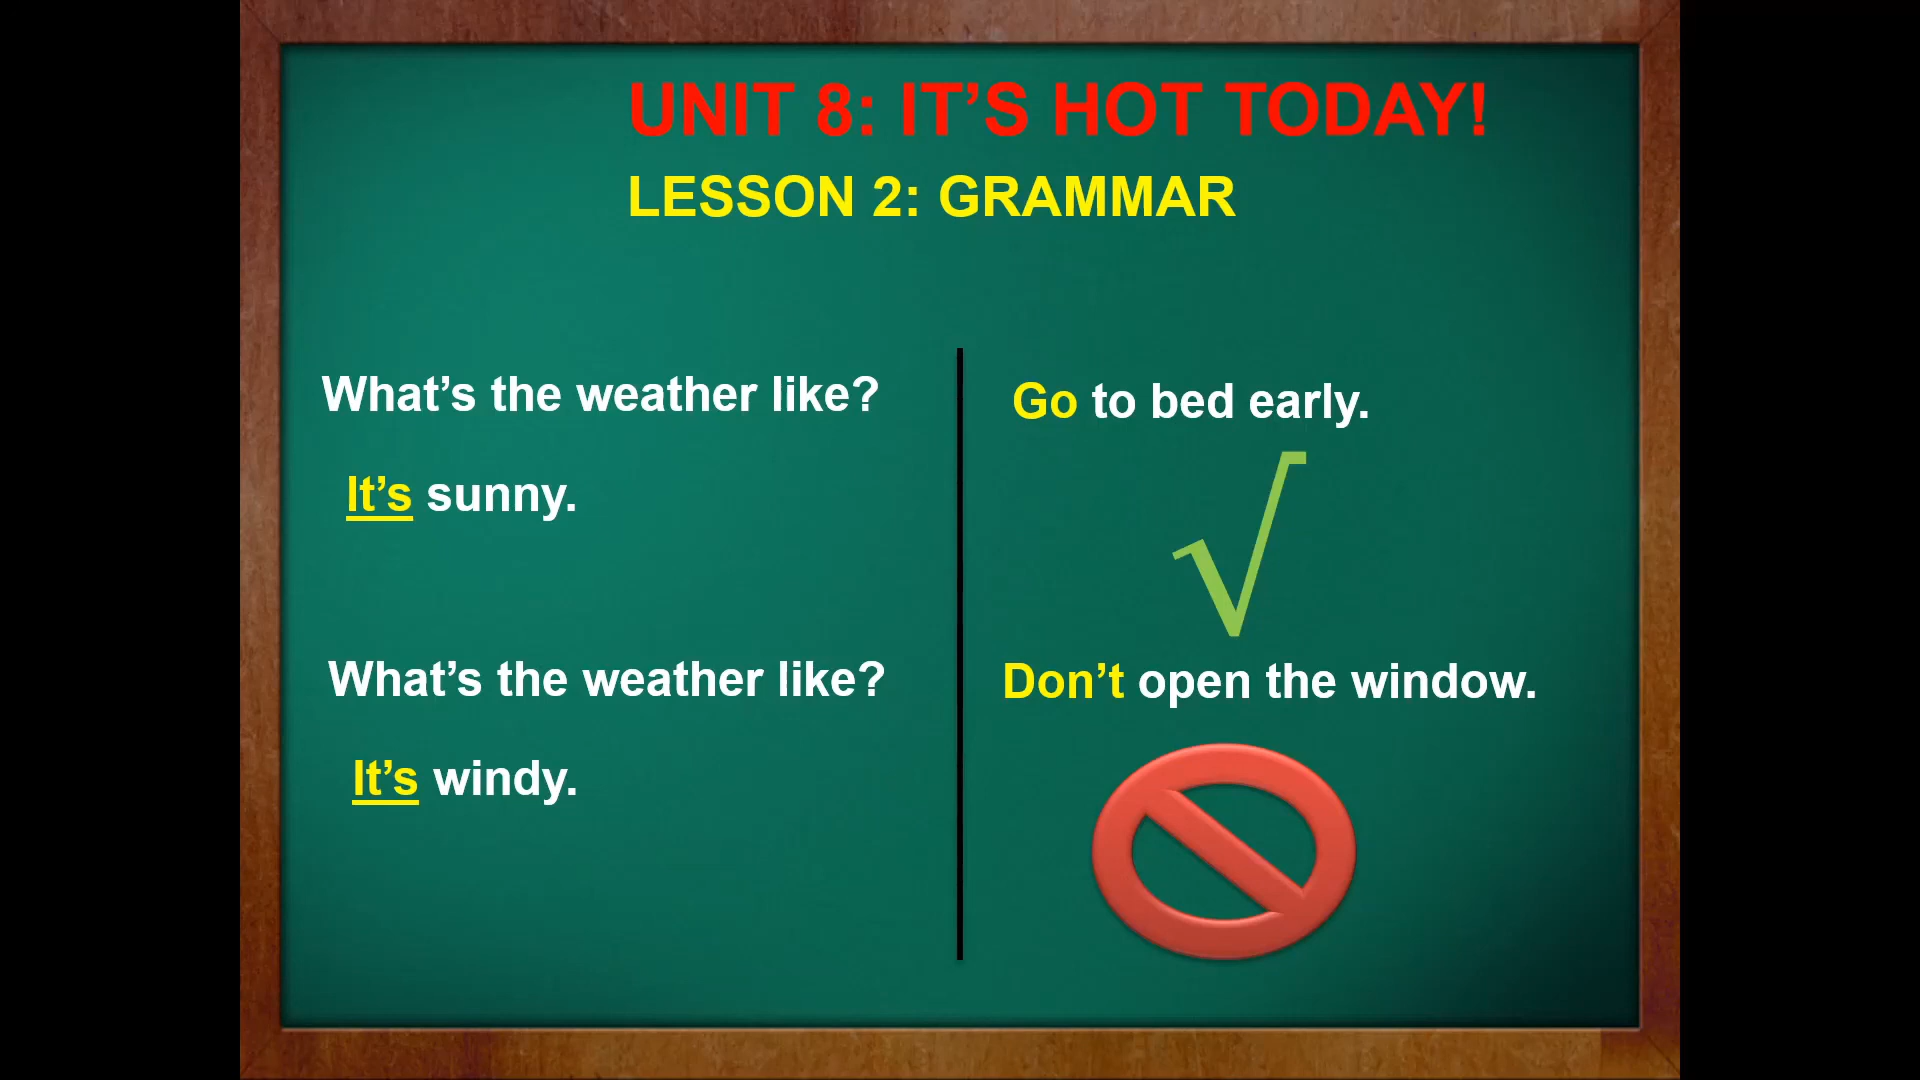 UNIT 8: IT’S HOT TODAY!
LESSON 2: GRAMMAR
What’s the weather like?
It’s sunny.
What’s the weather like?
It’s windy.
Go to bed early.
√
Don’t open the window.